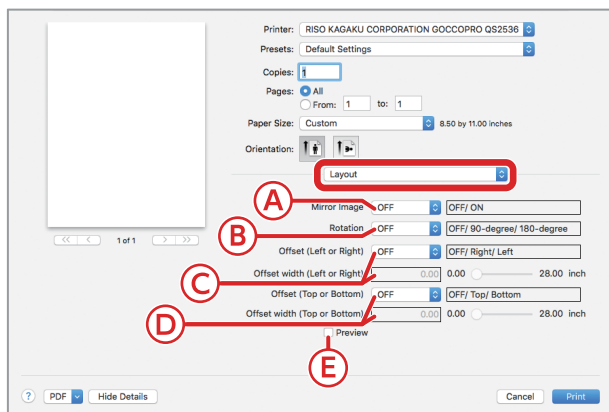 Printer: RISO KAGAKU CORPORATION GOCCOPRO QS2536
Presets: Default Settings
Copies: 1
Pages: All
From: 1 to: 1
Paper Size: Custom 8.50 by 11.00 inches
Orientation:
Layout
A Mirror Image OFF OFF/ ON
B Rotation OFF OFF/ 90-degree/ 180-degree
<< < 1 of 1 > >>
C Offset (Left or Right) OFF OFF/ Right/ Left
Offset width (Left or Right) 0.00 0.00 28.00 inch
D Offset (Top or Bottom) OFF OFF/ Top/ Bottom
Offset width (Top or Bottom) 0.00 0.00 28.00 inch
E Preview
? PDF Hide Details Cancel Print